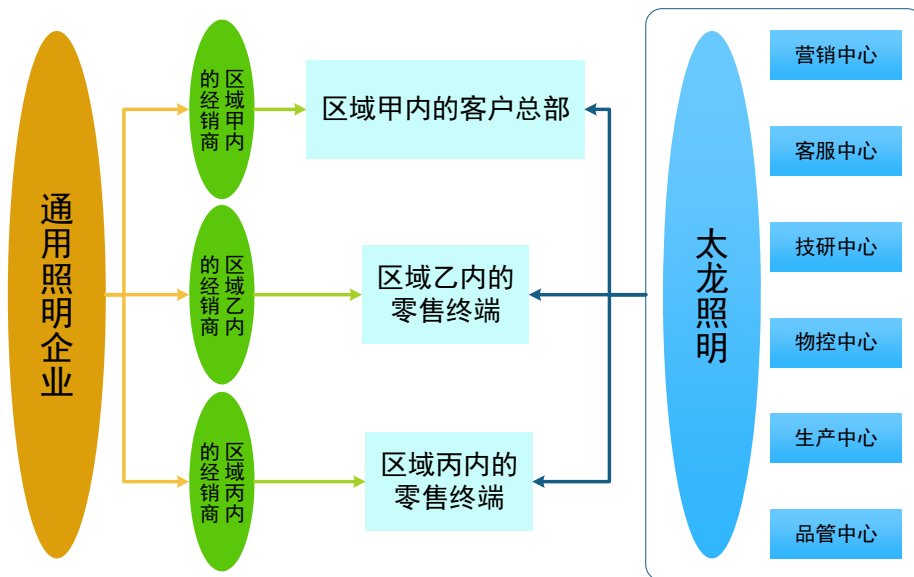 通用照明企业
区域甲内
的经销商
区域甲内的客户总部
区域乙内
的经销商
区域乙内的
零售终端
区域丙内
的经销商
区域丙内的
零售终端
太龙照明
营销中心
客服中心
技研中心
物控中心
生产中心
品管中心